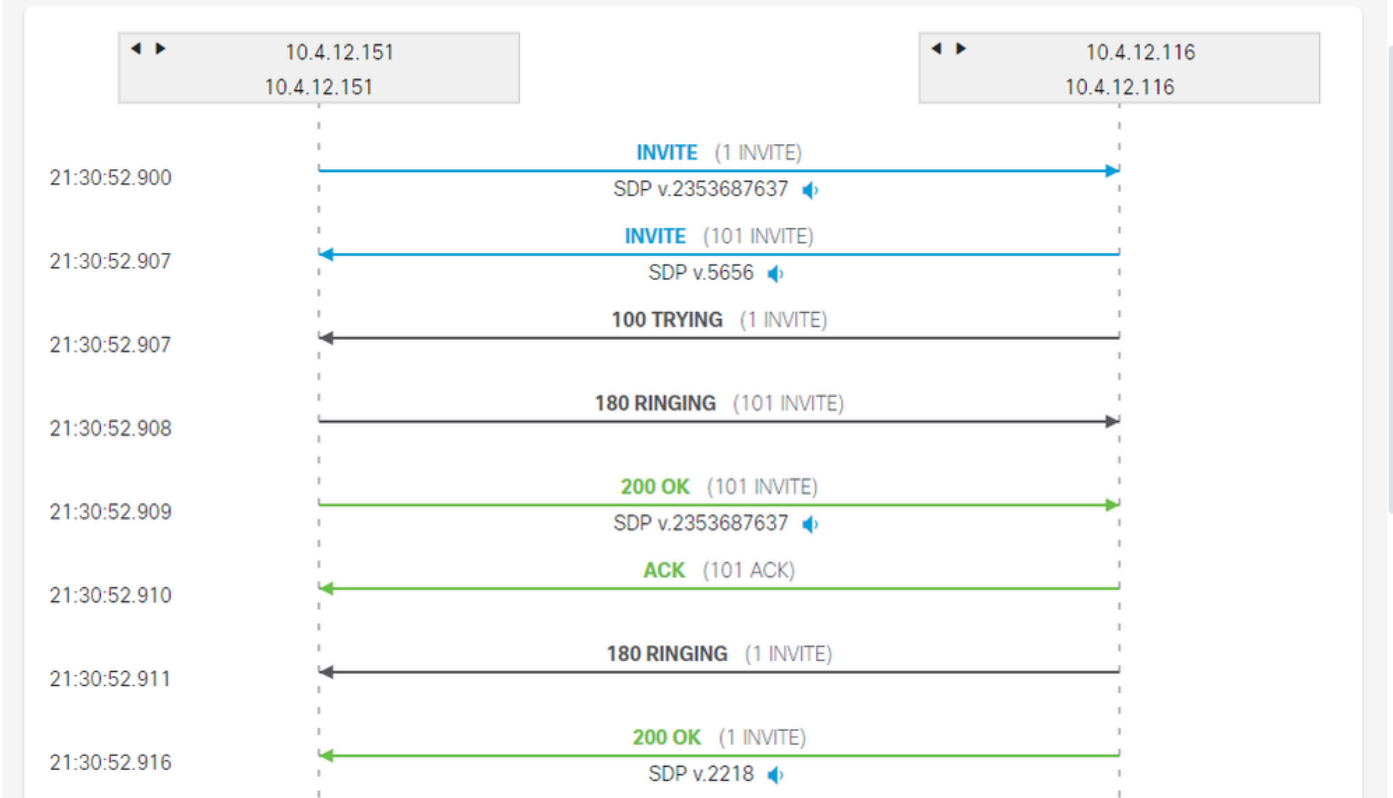 10.4.12.151 10.4.12.116
10.4.12.151 10.4.12.116
INVITE (1 INVITE)
21:30:52.900
SDP v.2353687637
INVITE (101 INVITE)
21:30:52.907
SDP v.5656
100 TRYING (1 INVITE)
21:30:52.907
180 RINGING (101 INVITE)
21:30:52.908
200 OK (101 INVITE)
21:30:52.909
SDP v.2353687637
ACK (101 ACK)
21:30:52.910
180 RINGING (1 INVITE)
21:30:52.911
200 OK (1 INVITE)
21:30:52.916
SDP v.2218